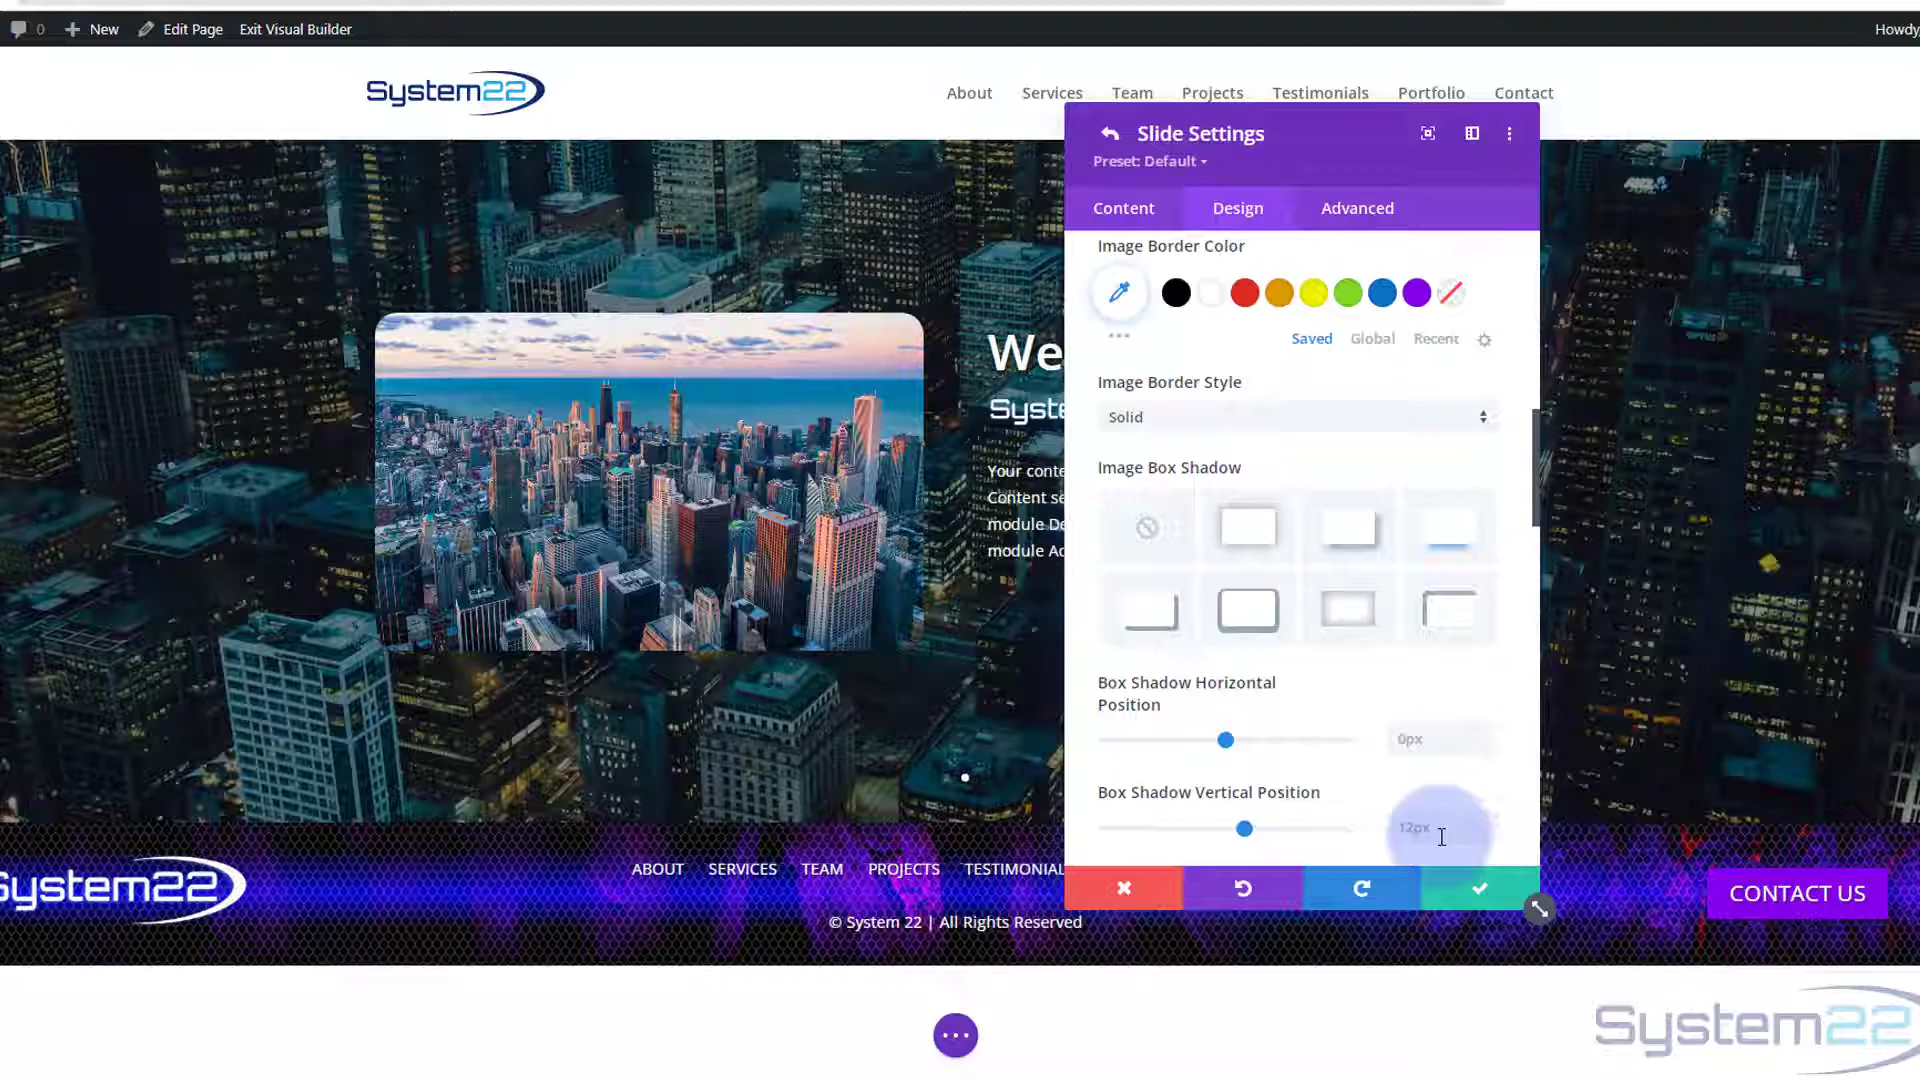 0 New Edit Page Exit Visual Builder Howdy,
System22
About Services Team Projects Testimonials Portfolio Contact
Slide Settings
Preset: Default
Content Design Advanced
Image Border Color
Saved Global Recent
Image Border Style
Solid
Image Box Shadow
Box Shadow Horizontal
Position
0px
Box Shadow Vertical Position
12px
We
Syste
Your conte
Content se
module De
module Ac
ANZ
System22
ABOUT SERVICES TEAM PROJECTS TESTIMONIAL
© System 22 | All Rights Reserved
CONTACT US
System22